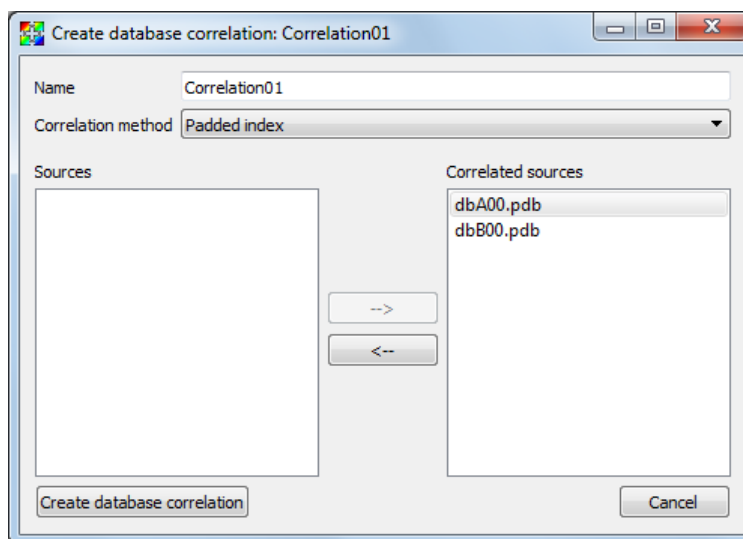 Create database correlation: Correlation01
Name Correlation01
Correlation method Padded index
Sources Correlated sources
dbA00.pdb
dbB00.pdb
-->
<--
Create database correlation Cancel